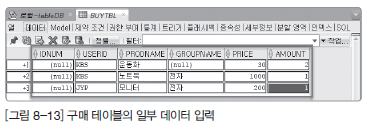 로컬-tableDB BUYTBL
열 데이터 Model 제약 조건 권한 부여 통계 트리거 플래시백 종속성 세부정보 분할 영역 인덱스 SQL
정렬... 필터: 작업...
IDNUM USERID PRODNAME GROUPNAME PRICE AMOUNT
+1 (null) KBS 운동화 (null) 30 2
+2 (null) KBS 노트북 전자 1000 1
+3 (null) JYP 모니터 전자 200 1
[그림 8-13] 구매 테이블의 일부 데이터 입력